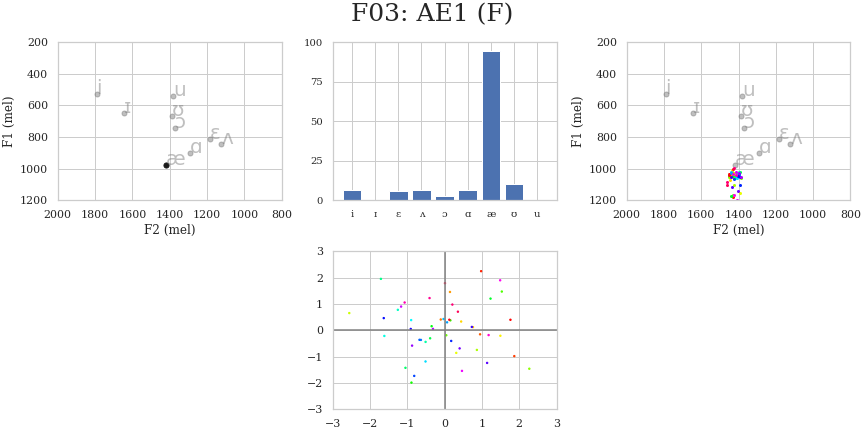 F03: AE1 (F)
200
400
600
800
1000
1200
F1 (mel)
2000 1800 1600 1400 1200 1000 800
F2 (mel)
i
ɪ
u
ʊ
ɔ
ɛ
ʌ
ɑ
æ
100
75
50
25
0
i ɪ ɛ ʌ ɔ ɑ æ ʊ u
200
400
600
800
1000
1200
F1 (mel)
2000 1800 1600 1400 1200 1000 800
F2 (mel)
i
ɪ
u
ʊ
ɔ
ɛ
ʌ
ɑ
æ
3
2
1
0
−1
−2
−3
−3 −2 −1 0 1 2 3